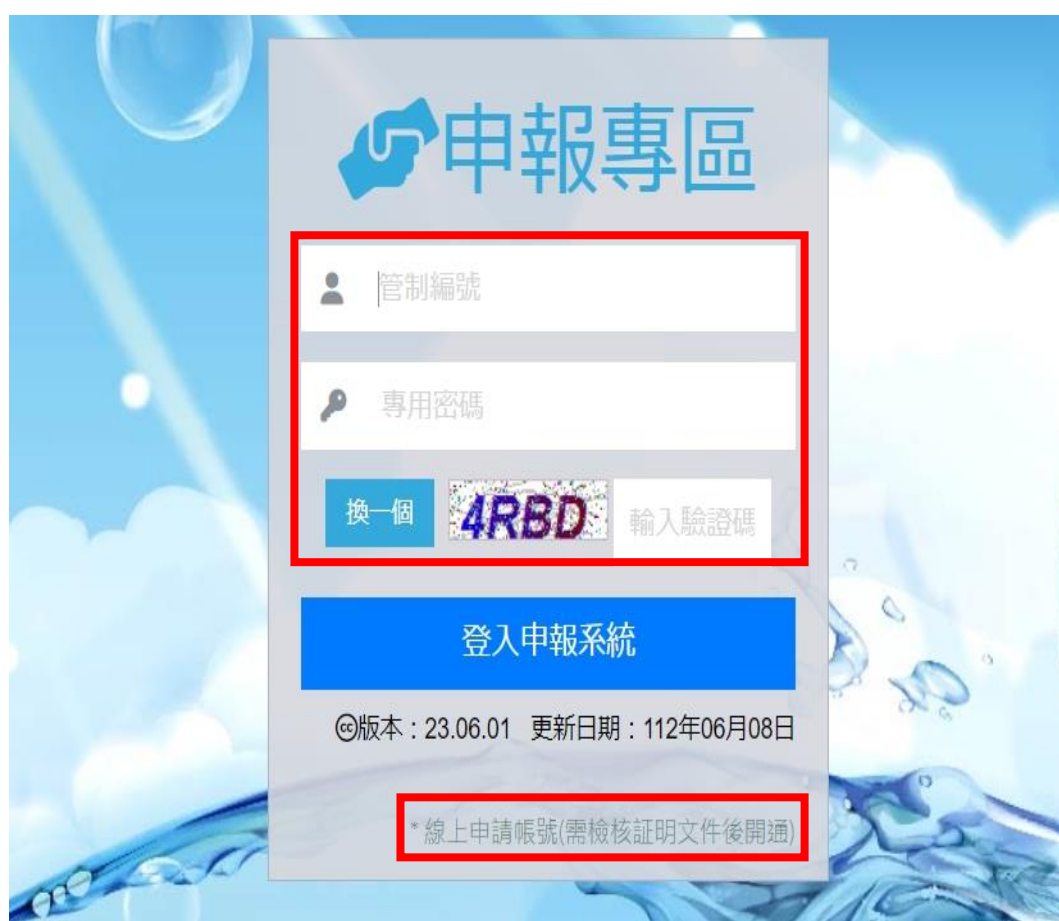 申報專區
管制編號
專用密碼
換一個 4RBD 輸入驗證碼
登入申報系統
🄯版本：23.06.01 更新日期：112年06月08日
*線上申請帳號(需檢核証明文件後開通)